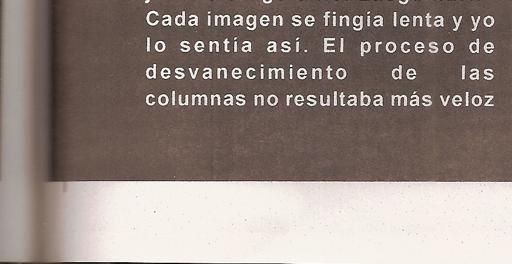 Cada imagen se fingía lenta y yo
lo sentía así. El proceso de
desvanecimiento de las
columnas no resultaba más veloz